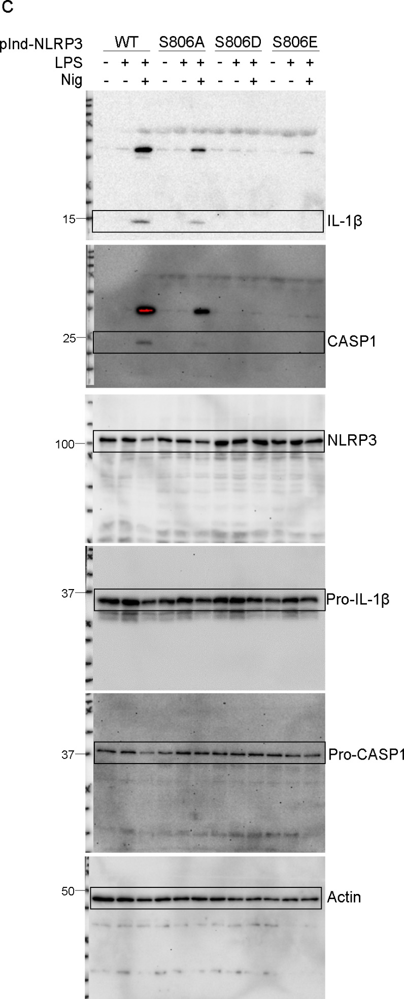 C
pInd-NLRP3 WT S806A S806D S806E
LPS - + + - + + - + + - + +
Nig - - + - - + - - + - - +
15 IL-1β
25 CASP1
100 NLRP3
37 Pro-IL-1β
37 Pro-CASP1
50 Actin